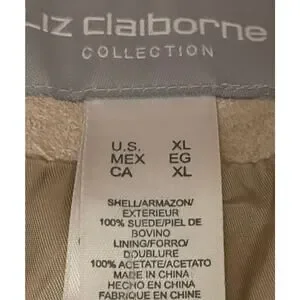 LIZ claiborne
COLLECTION
U.S. XL
MEX EG
CA XL
SHELL/ARMAZON/
EXTERIEUR
100% SUEDE/PIEL DE
BOVINO
LINING/FORRO/
DOUBLURE
100% ACETATE/ACETATO
MADE IN CHINA
HECHO EN CHINA
FABRIQUE EN CHINE